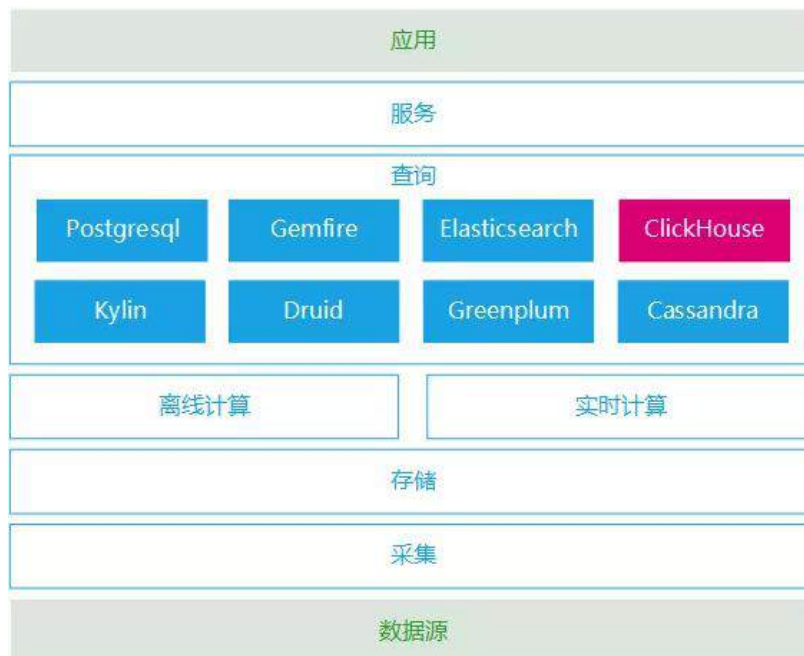 应用
服务
查询
Postgresql Gemfire Elasticsearch ClickHouse
Kylin Druid Greenplum Cassandra
离线计算 实时计算
存储
采集
数据源